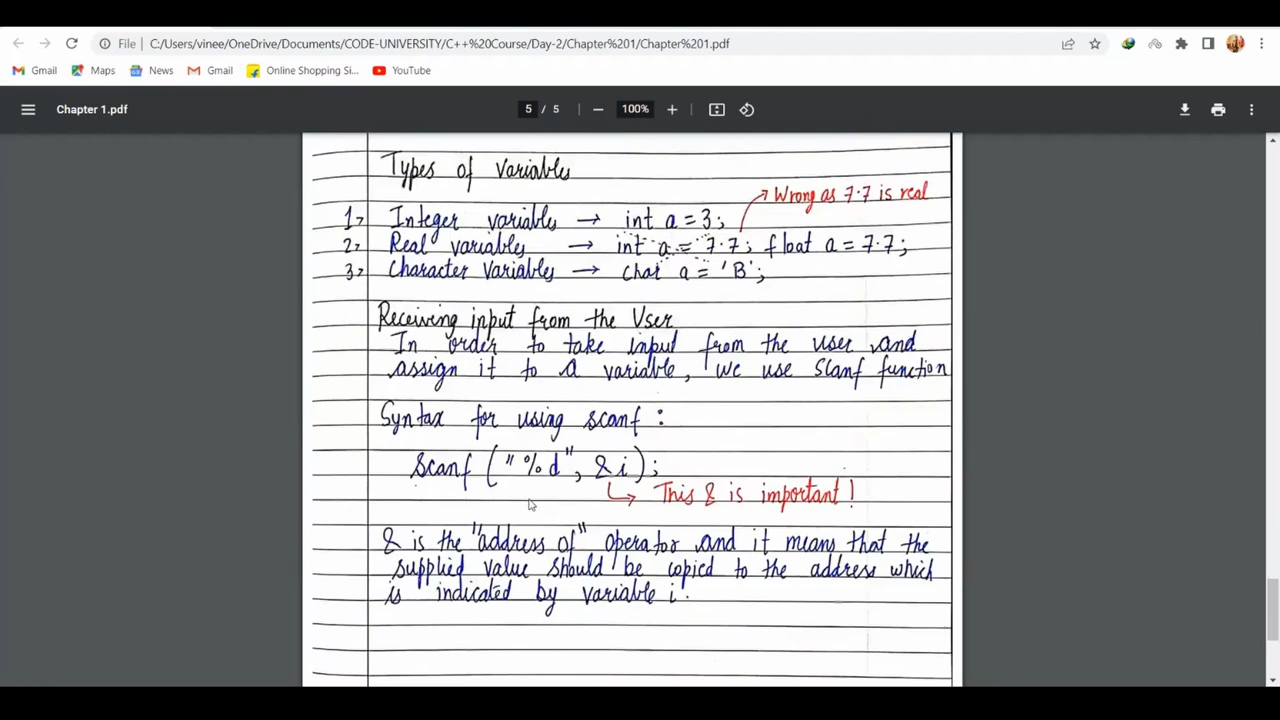 File C:/Users/vinee/OneDrive/Documents/CODE-UNIVERSITY/C++%20Course/Day-2/Chapter%201/Chapter%201.pdf
Gmail Maps News Gmail Online Shopping Si... YouTube
Chapter 1.pdf 5 / 5 100%
Types of Variables
Wrong as 7.7 is real
1> Integer variables → int a = 3;
2> Real variables → int a = 7.7; float a = 7.7;
3> Character Variables → char a = 'B';
Receiving input from the User
In order to take input from the user and
assign it to a variable, we use Scanf function
Syntax for using scanf :
Scanf ("%d", &i);
This & is important!
& is the "address of" operator and it means that the
supplied value should be copied to the address which
is indicated by variable i.